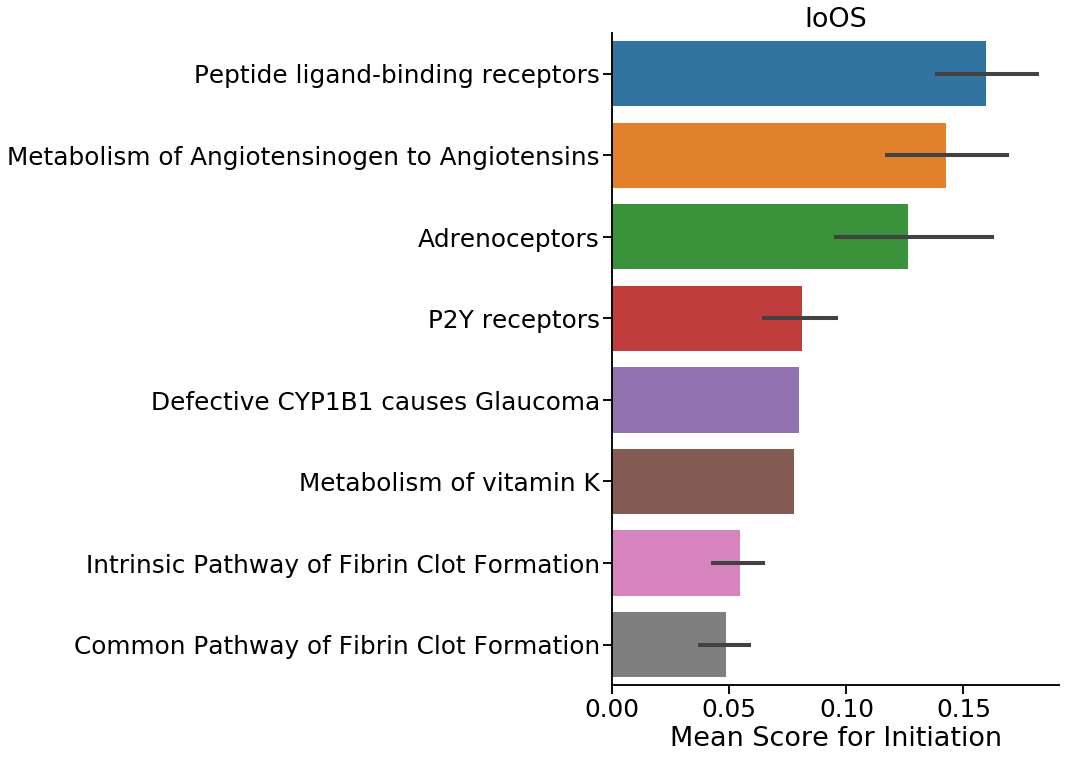 IoOS
Peptide ligand-binding receptors
Metabolism of Angiotensinogen to Angiotensins
Adrenoceptors
P2Y receptors
Defective CYP1B1 causes Glaucoma
Metabolism of vitamin K
Intrinsic Pathway of Fibrin Clot Formation
Common Pathway of Fibrin Clot Formation
0.00 0.05 0.10 0.15
Mean Score for Initiation